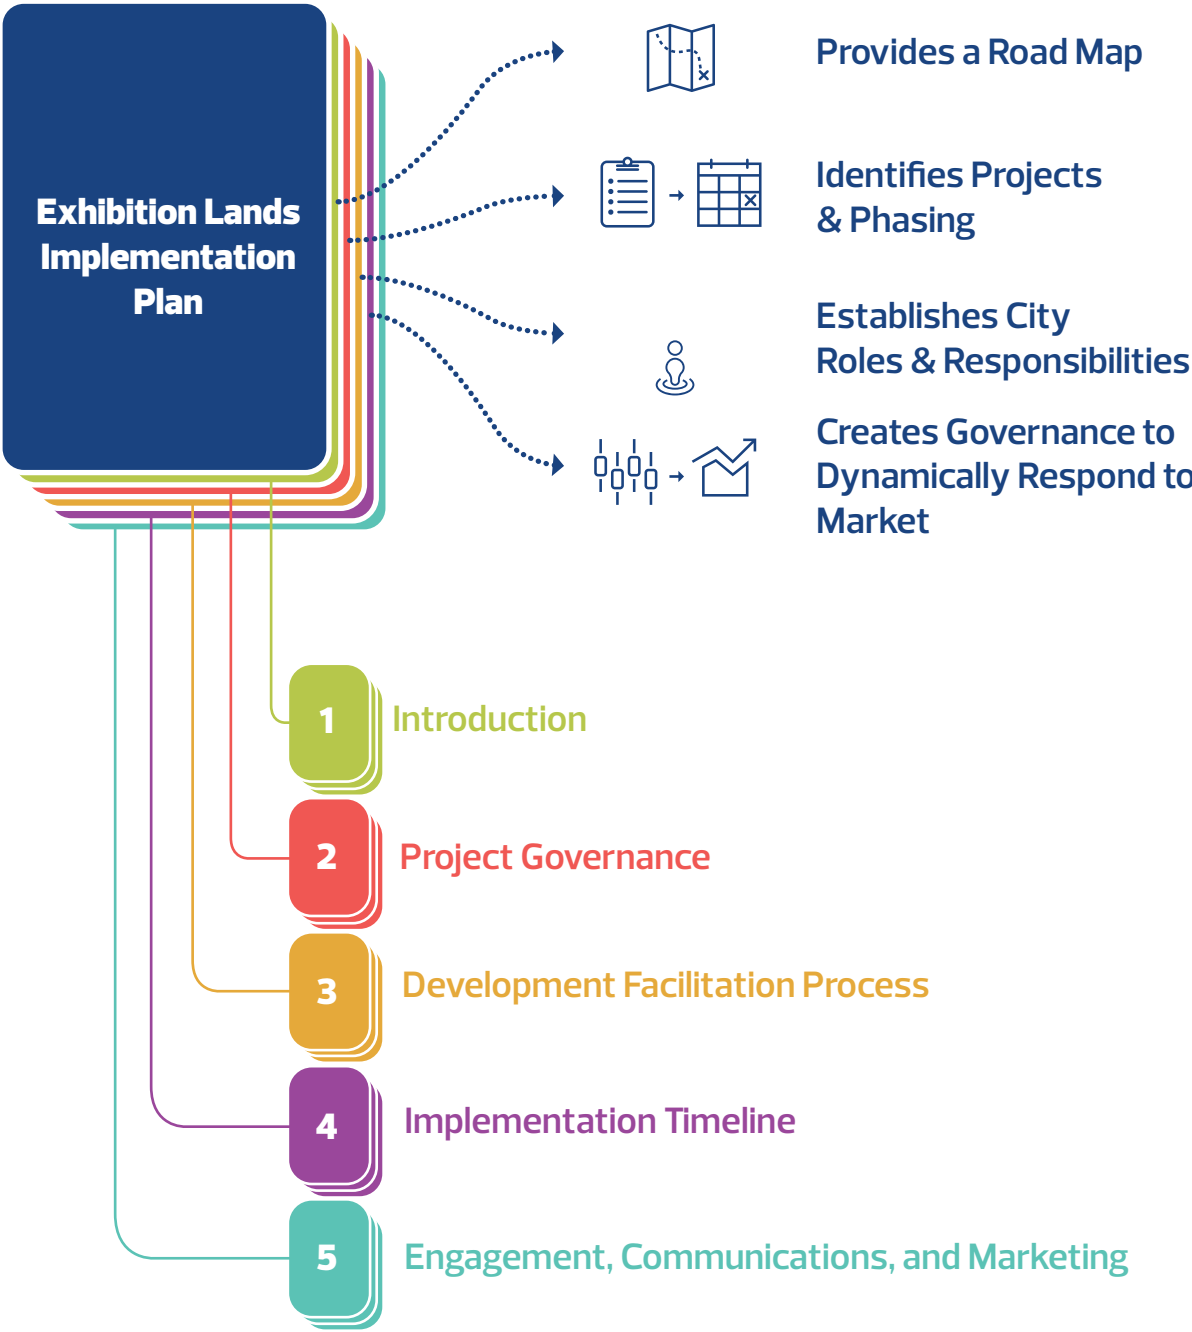 Exhibition Lands
Implementation
Plan
Provides a Road Map
Identifies Projects
& Phasing
Establishes City
Roles & Responsibilities
Creates Governance to
Dynamically Respond to
Market
1
Introduction
2
Project Governance
3
Development Facilitation Process
4
Implementation Timeline
5
Engagement, Communications, and Marketing